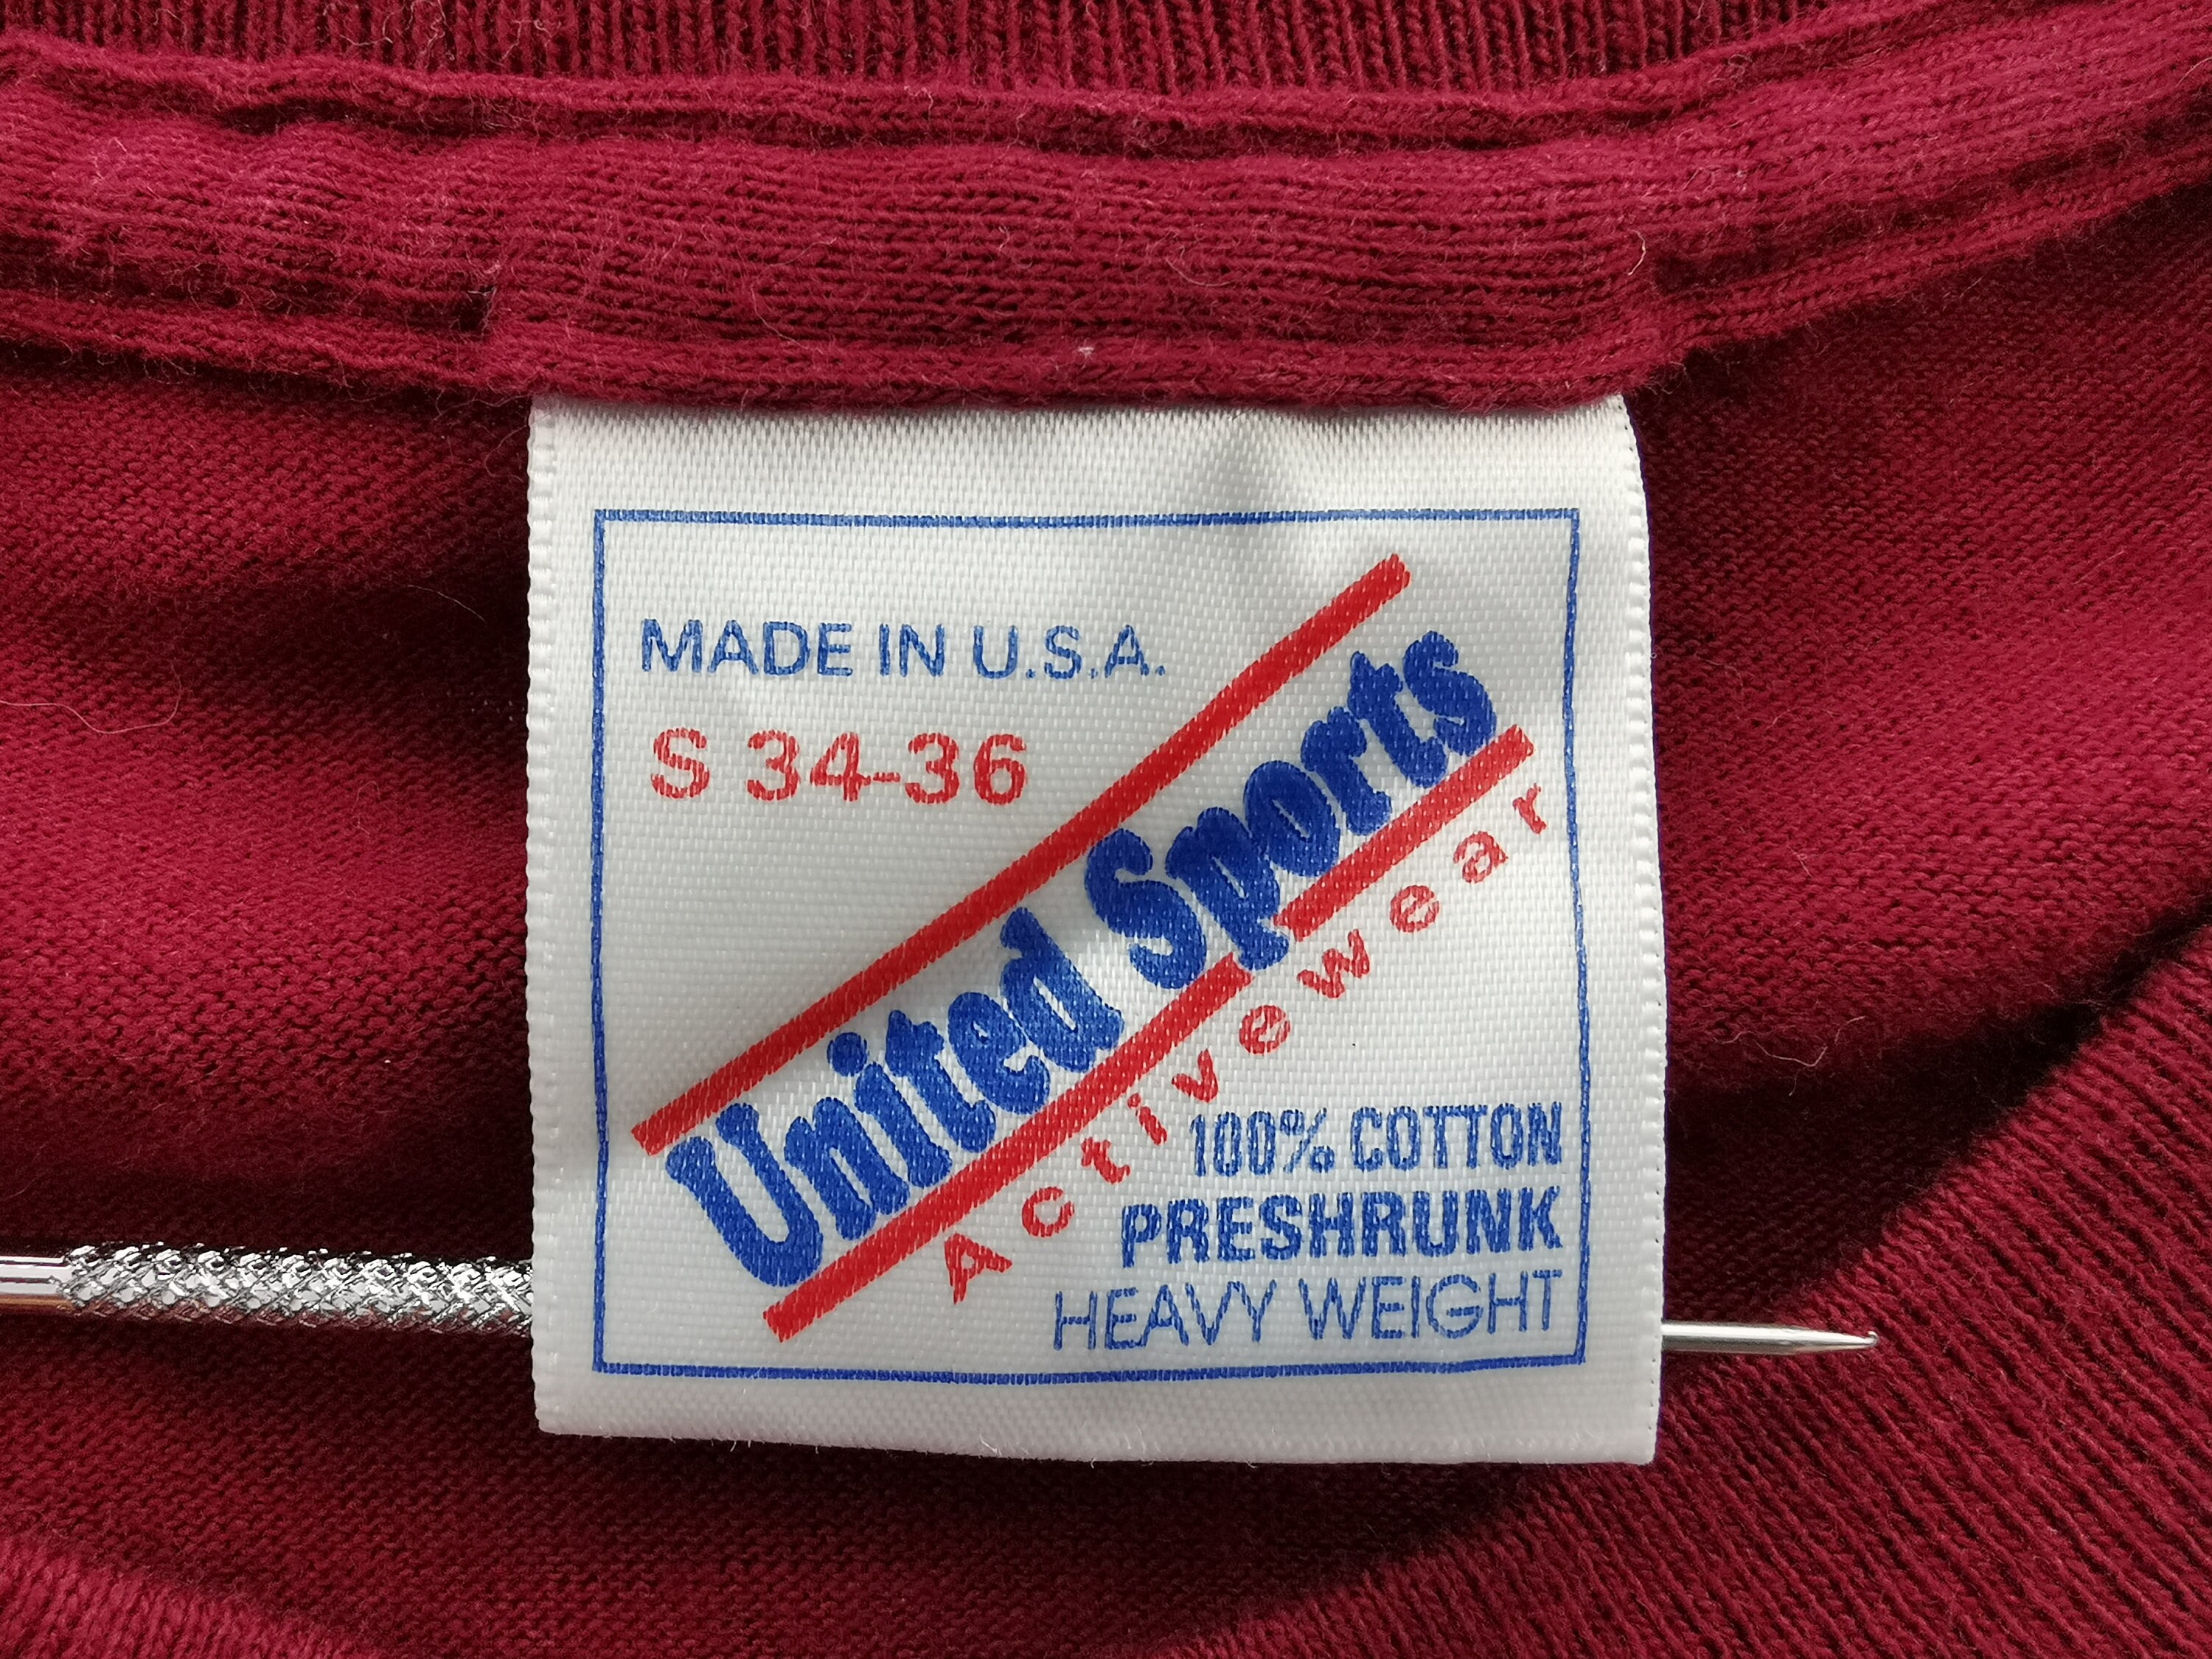 MADE IN U.S.A.
S 34-36
United Sports
Activewear
100% COTTON
PRESHRUNK
HEAVY WEIGHT